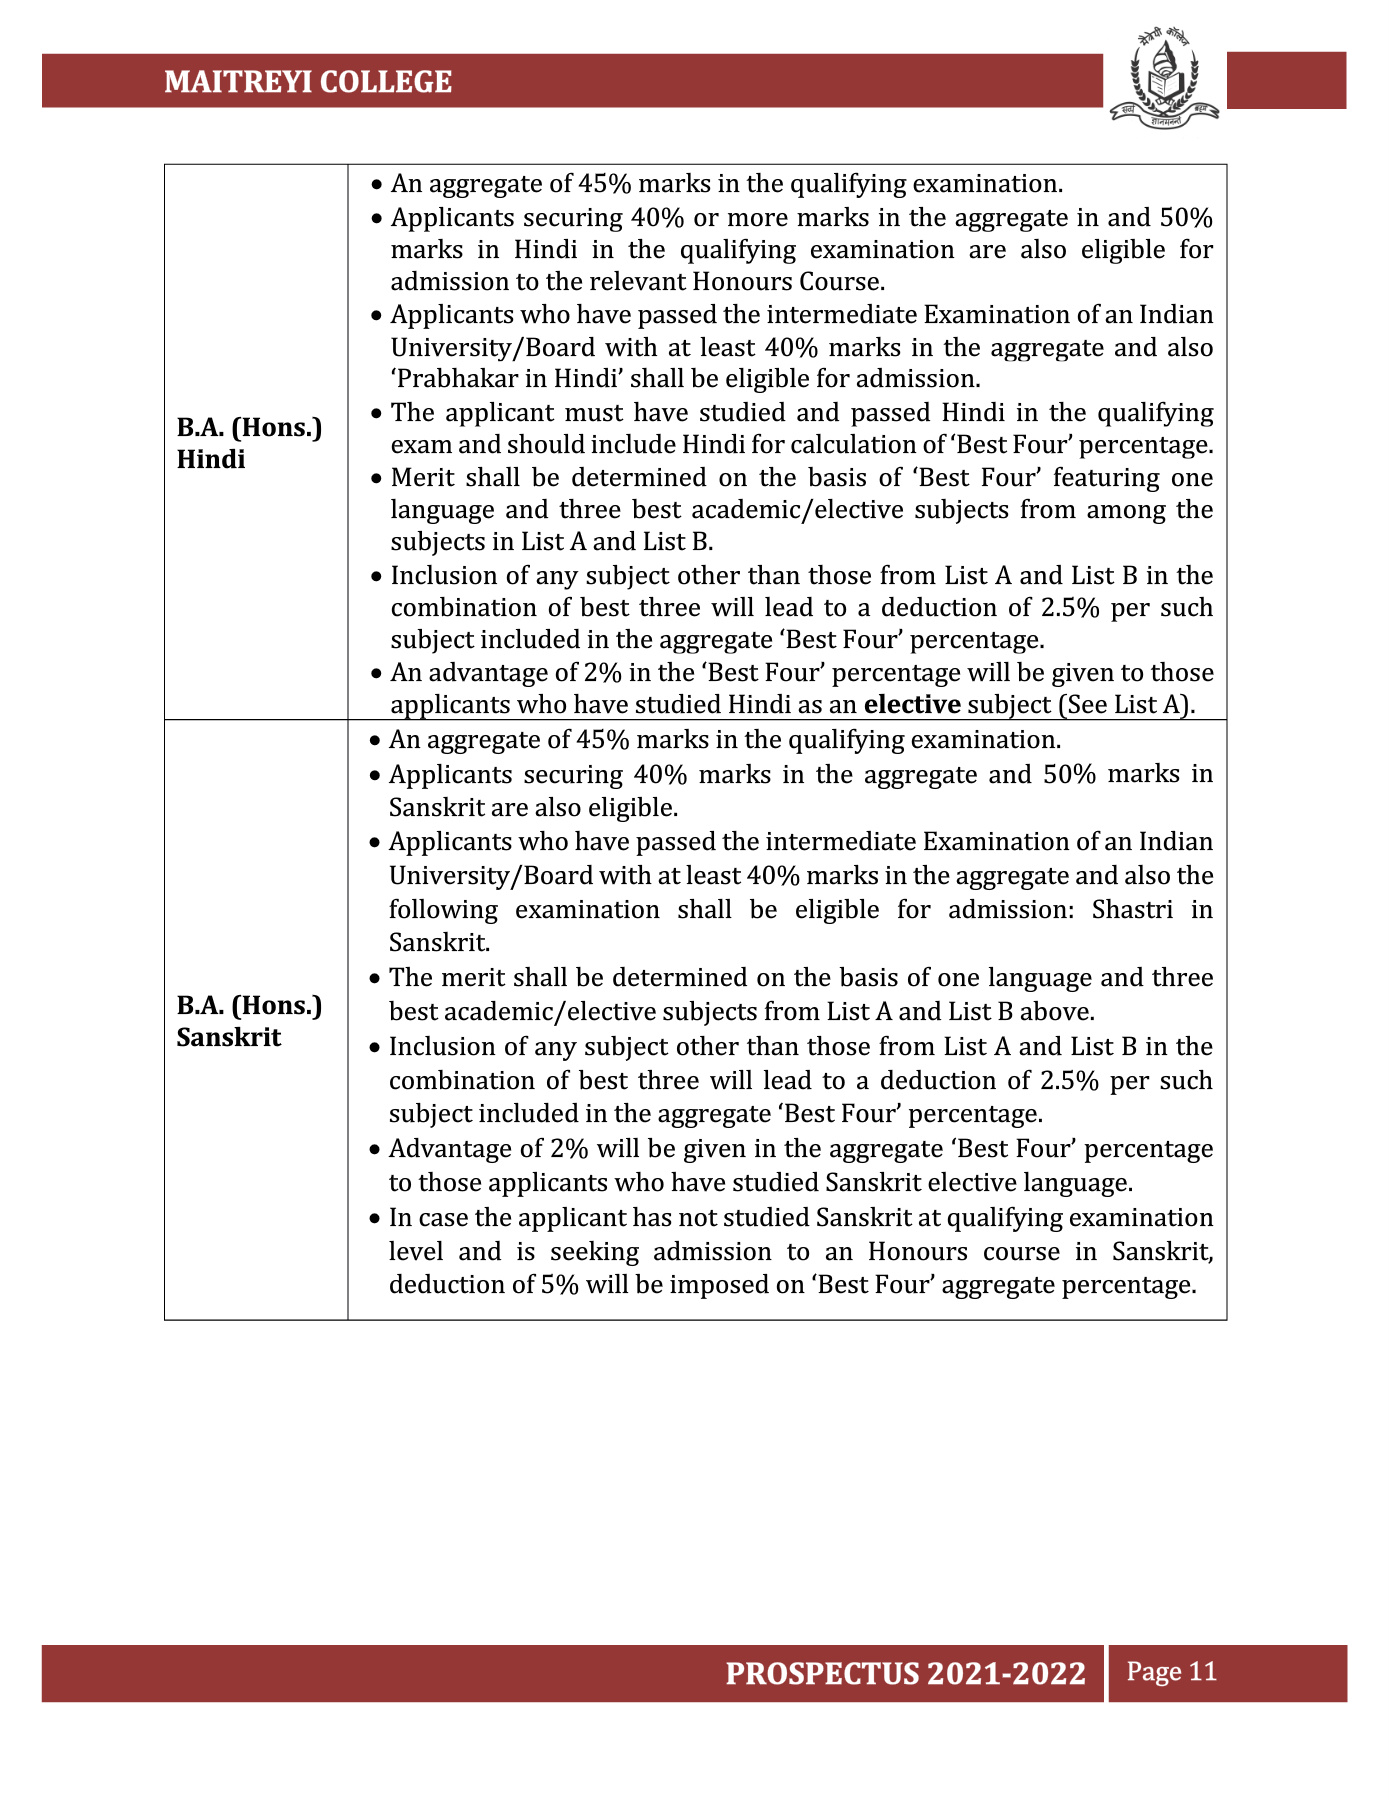 MAITREYI COLLEGE
मैत्रेयी कॉलेज
सत्यं
ज्ञानमनन्तं
ब्रह्म
• An aggregate of 45% marks in the qualifying examination.
• Applicants securing 40% or more marks in the aggregate in and 50%
marks in Hindi in the qualifying examination are also eligible for
admission to the relevant Honours Course.
• Applicants who have passed the intermediate Examination of an Indian
University/Board with at least 40% marks in the aggregate and also
‘Prabhakar in Hindi’ shall be eligible for admission.
B.A. (Hons.)
Hindi
• The applicant must have studied and passed Hindi in the qualifying
exam and should include Hindi for calculation of ‘Best Four’ percentage.
• Merit shall be determined on the basis of ‘Best Four’ featuring one
language and three best academic/elective subjects from among the
subjects in List A and List B.
• Inclusion of any subject other than those from List A and List B in the
combination of best three will lead to a deduction of 2.5% per such
subject included in the aggregate ‘Best Four’ percentage.
• An advantage of 2% in the ‘Best Four’ percentage will be given to those
applicants who have studied Hindi as an elective subject (See List A).
• An aggregate of 45% marks in the qualifying examination.
• Applicants securing 40% marks in the aggregate and 50% marks in
Sanskrit are also eligible.
• Applicants who have passed the intermediate Examination of an Indian
University/Board with at least 40% marks in the aggregate and also the
following examination shall be eligible for admission: Shastri in
Sanskrit.
B.A. (Hons.)
Sanskrit
• The merit shall be determined on the basis of one language and three
best academic/elective subjects from List A and List B above.
• Inclusion of any subject other than those from List A and List B in the
combination of best three will lead to a deduction of 2.5% per such
subject included in the aggregate ‘Best Four’ percentage.
• Advantage of 2% will be given in the aggregate ‘Best Four’ percentage
to those applicants who have studied Sanskrit elective language.
• In case the applicant has not studied Sanskrit at qualifying examination
level and is seeking admission to an Honours course in Sanskrit,
deduction of 5% will be imposed on ‘Best Four’ aggregate percentage.
PROSPECTUS 2021-2022
Page 11